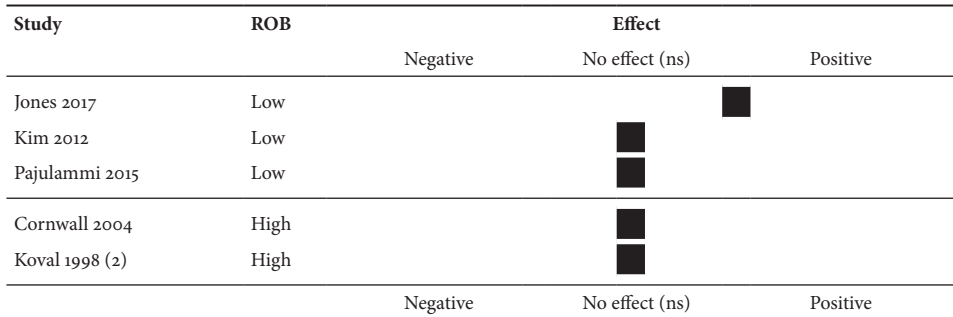 Study ROB Effect
Negative No effect (ns) Positive
Jones 2017 Low
Kim 2012 Low
Pajulammi 2015 Low
Cornwall 2004 High
Koval 1998 (2) High
Negative No effect (ns) Positive